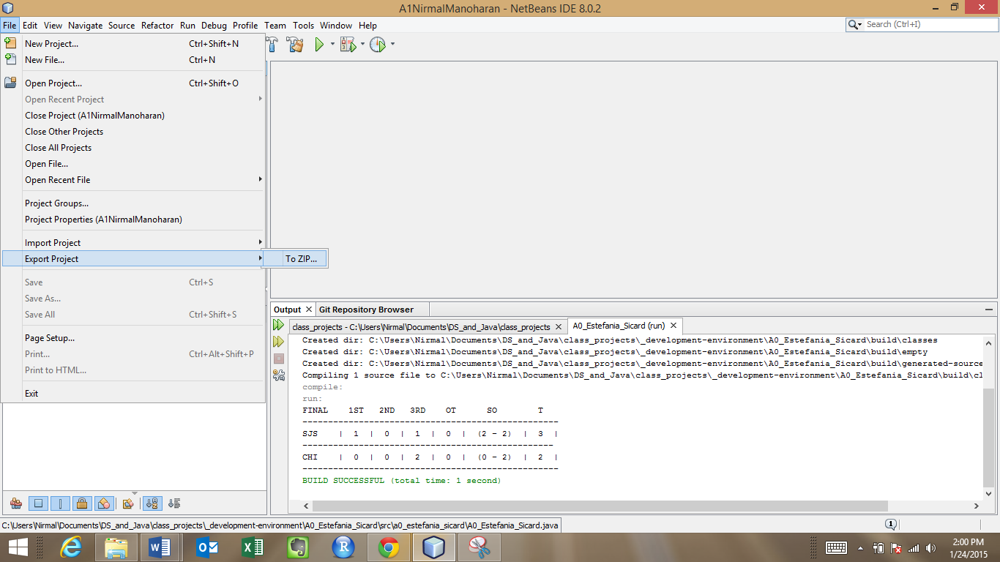 A1NirmalManoharan - NetBeans IDE 8.0.2
File Edit View Navigate Source Refactor Run Debug Profile Team Tools Window Help
Search (Ctrl+I)
New Project... Ctrl+Shift+N
New File... Ctrl+N
Open Project... Ctrl+Shift+O
Open Recent Project
Close Project (A1NirmalManoharan)
Close Other Projects
Close All Projects
Open File...
Open Recent File
Project Groups...
Project Properties (A1NirmalManoharan)
Import Project
Export Project
To ZIP...
Save Ctrl+S
Save As...
Save All Ctrl+Shift+S
Page Setup...
Print... Ctrl+Alt+Shift+P
Print to HTML...
Exit
Output Git Repository Browser
class_projects - C:\Users\Nirmal\Documents\DS_and_Java\class_projects A0_Estefania_Sicard (run)
Created dir: C:\Users\Nirmal\Documents\DS_and_Java\class_projects\_development-environment\A0_Estefania_Sicard\build\classes
Created dir: C:\Users\Nirmal\Documents\DS_and_Java\class_projects\_development-environment\A0_Estefania_Sicard\build\empty
Created dir: C:\Users\Nirmal\Documents\DS_and_Java\class_projects\_development-environment\A0_Estefania_Sicard\build\generated-source
Compiling 1 source file to C:\Users\Nirmal\Documents\DS_and_Java\class_projects\_development-environment\A0_Estefania_Sicard\build\cl
compile:
run:
FINAL 1ST 2ND 3RD OT SO T
--------------------------------------------------
SJS | 1 | 0 | 1 | 0 | (2 - 2) | 3 |
-------------------------------------------------
CHI | 0 | 0 | 2 | 0 | (0 - 2) | 2 |
--------------------------------------------------
BUILD SUCCESSFUL (total time: 1 second)
C:\Users\Nirmal\Documents\DS_and_Java\class_projects\_development-environment\A0_Estefania_Sicard\src\a0_estefania_sicard\A0_Estefania_Sicard.java
1
2:00 PM
1/24/2015